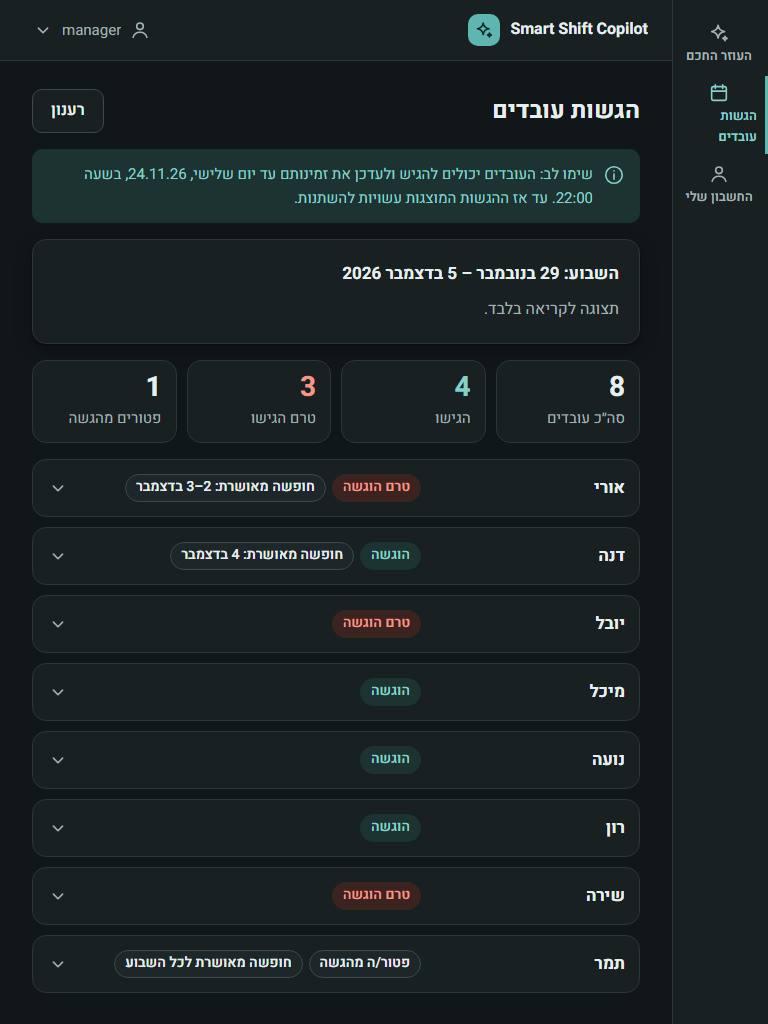 Smart Shift Copilot
manager
העוזר החכם
הגשות
עובדים
החשבון שלי
הגשות עובדים
רענון
שימו לב: העובדים יכולים להגיש ולעדכן את זמינותם עד יום שלישי, 24.11.26, בשעה
22:00. עד אז ההגשות המוצגות עשויות להשתנות.
השבוע: 29 בנובמבר – 5 בדצמבר 2026
תצוגה לקריאה בלבד.
8
סה"כ עובדים
4
הגישו
3
טרם הגישו
1
פטורים מהגשה
אורי טרם הוגשה חופשה מאושרת: 2–3 בדצמבר
דנה הוגשה חופשה מאושרת: 4 בדצמבר
יובל טרם הוגשה
מיכל הוגשה
נועה הוגשה
רון הוגשה
שירה טרם הוגשה
תמר פטור/ה מהגשה חופשה מאושרת לכל השבוע